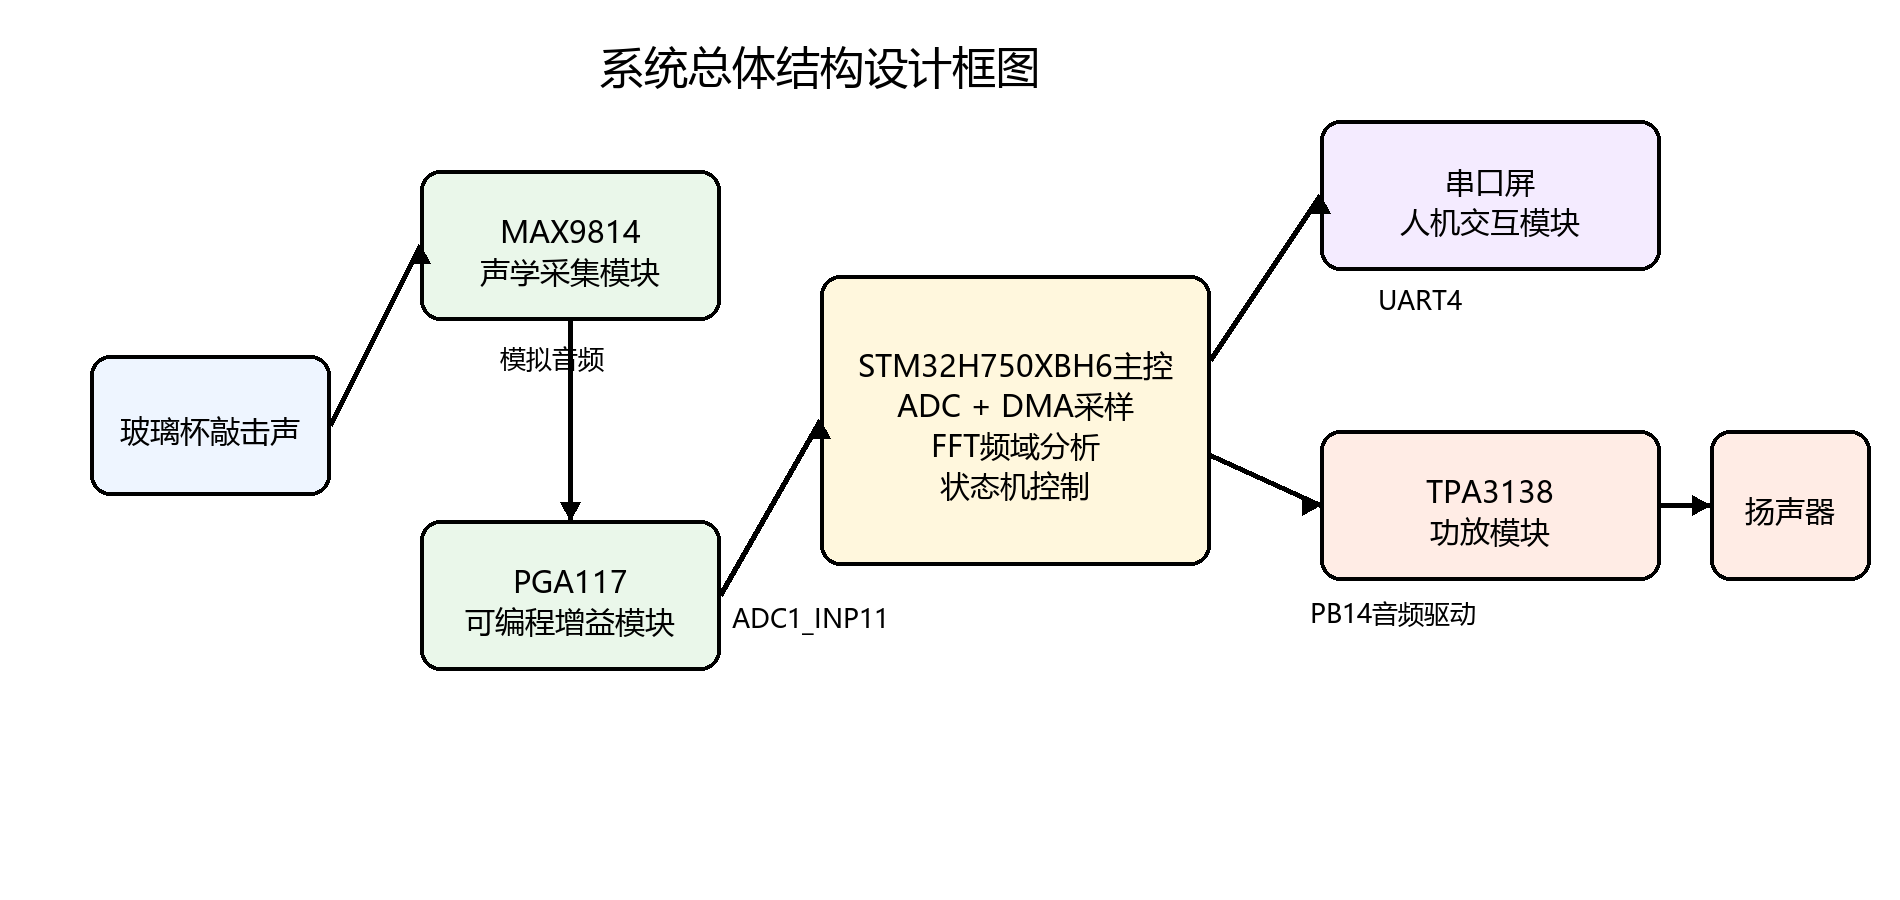 系统总体结构设计框图
玻璃杯敲击声
MAX9814
声学采集模块
模拟音频
PGA117
可编程增益模块
ADC1_INP11
STM32H750XBH6主控
ADC + DMA采样
FFT频域分析
状态机控制
串口屏
人机交互模块
UART4
TPA3138
功放模块
PB14音频驱动
扬声器